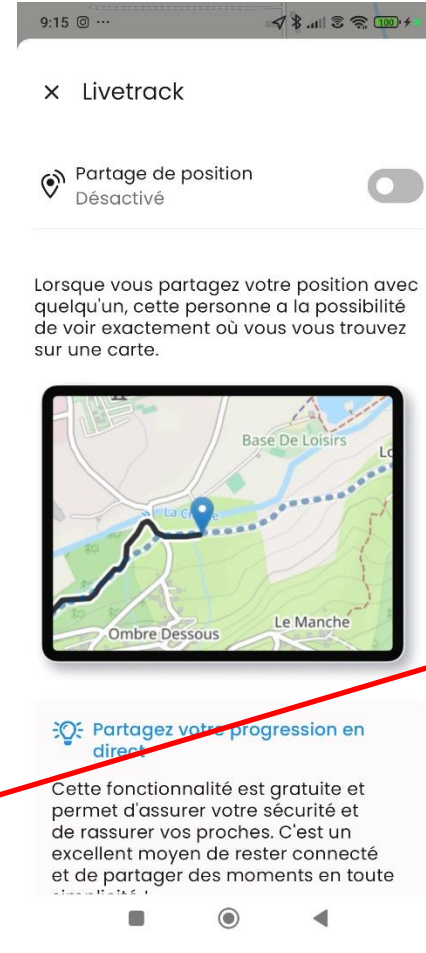 9:15
100
× Livetrack
Partage de position
Désactivé
Lorsque vous partagez votre position avec
quelqu'un, cette personne a la possibilité
de voir exactement où vous vous trouvez
sur une carte.
Base De Loisirs
Lo
La C
Ombre Dessous
Le Manche
Partagez votre progression en
direct
Cette fonctionnalité est gratuite et
permet d'assurer votre sécurité et
de rassurer vos proches. C'est un
excellent moyen de rester connecté
et de partager des moments en toute